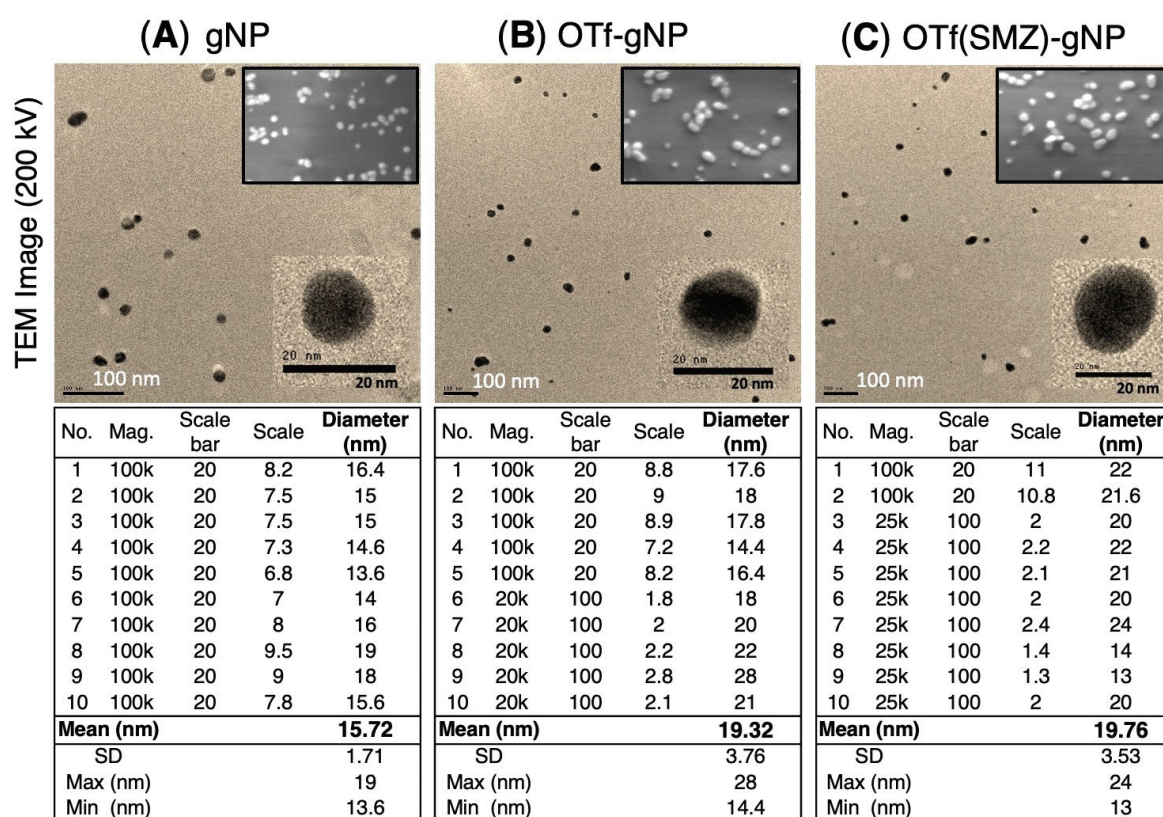 (A) gNP
(B) OTf-gNP
(C) OTf(SMZ)-gNP
TEM Image (200 kV)
20 nm
20 nm
100 nm
100 nm
20 nm
20 nm
100 nm
20 nm
20 nm
100 nm
No. Mag. Scale bar Scale Diameter (nm)
1 100k 20 8.2 16.4
2 100k 20 7.5 15
3 100k 20 7.5 15
4 100k 20 7.3 14.6
5 100k 20 6.8 13.6
6 100k 20 7 14
7 100k 20 8 16
8 100k 20 9.5 19
9 100k 20 9 18
10 100k 20 7.8 15.6
Mean (nm) 15.72
SD 1.71
Max (nm) 19
Min (nm) 13.6
No. Mag. Scale bar Scale Diameter (nm)
1 100k 20 8.8 17.6
2 100k 20 9 18
3 100k 20 8.9 17.8
4 100k 20 7.2 14.4
5 100k 20 8.2 16.4
6 20k 100 1.8 18
7 20k 100 2 20
8 20k 100 2.2 22
9 20k 100 2.8 28
10 20k 100 2.1 21
Mean (nm) 19.32
SD 3.76
Max (nm) 28
Min (nm) 14.4
No. Mag. Scale bar Scale Diameter (nm)
1 100k 20 11 22
2 100k 20 10.8 21.6
3 25k 100 2 20
4 25k 100 2.2 22
5 25k 100 2.1 21
6 25k 100 2 20
7 25k 100 2.4 24
8 25k 100 1.4 14
9 25k 100 1.3 13
10 25k 100 2 20
Mean (nm) 19.76
SD 3.53
Max (nm) 24
Min (nm) 13